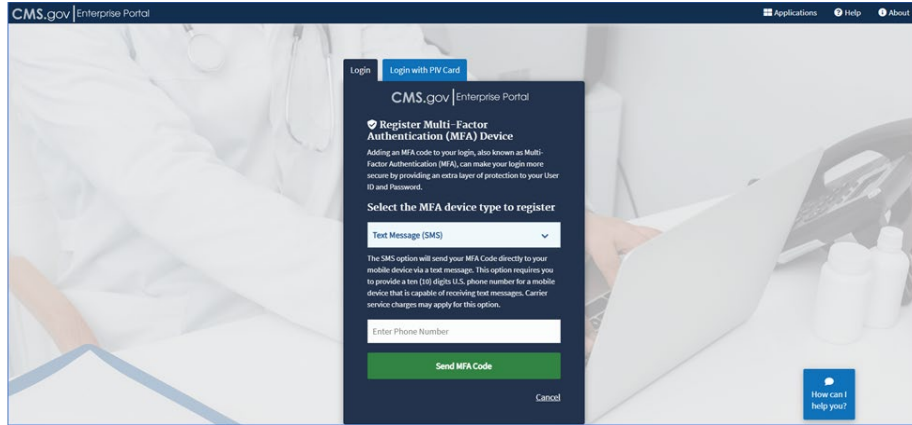 CMS.gov Enterprise Portal
Applications Help About
Login Login with PIV Card
CMS.gov Enterprise Portal
Register Multi-Factor
Authentication (MFA) Device
Adding an MFA code to your login, also known as Multi-
Factor Authentication (MFA), can make your login more
secure by providing an extra layer of protection to your User
ID and Password.
Select the MFA device type to register
Text Message (SMS)
The SMS option will send your MFA Code directly to your
mobile device via a text message. This option requires you
to provide a ten (10) digits U.S. phone number for a mobile
device that is capable of receiving text messages. Carrier
service charges may apply for this option.
Enter Phone Number
Send MFA Code
Cancel
How can I
help you?